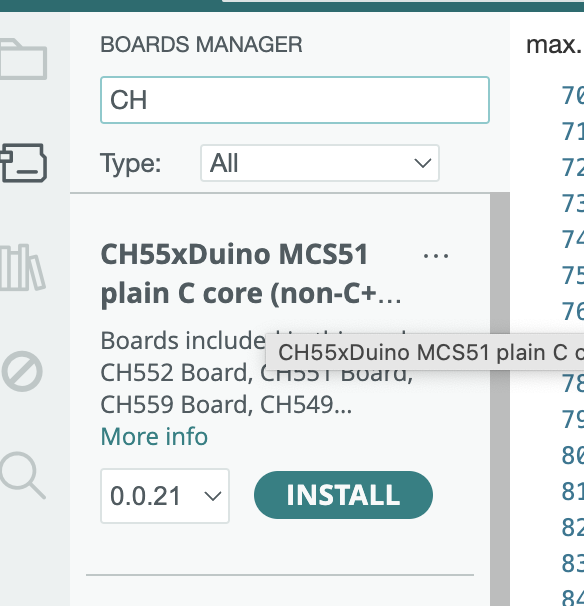 BOARDS MANAGER
max.
CH
Type:
All
CH55xDuino MCS51
plain C core (non-C+...
Boards include
CH55xDuino MCS51 plain C c
CH552 Board, CH551 Board,
CH559 Board, CH549...
More info
0.0.21
INSTALL
70
71
72
73
74
75
76
78
79
80
81
82
83
84